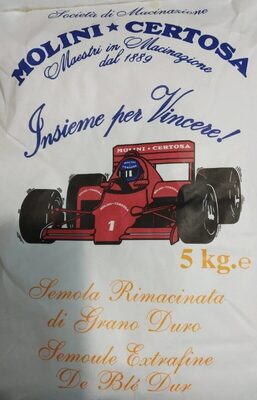 Società di Macinazione
MOLINI ★ CERTOSA
Maestri in Macinazione
dal 1889
Insieme per Vincere!
MOLINI ★ CERTOSA
1
5 kg.e
Semola Rimacinata
di Grano Duro
Semoule Extrafine
De Blé Dur